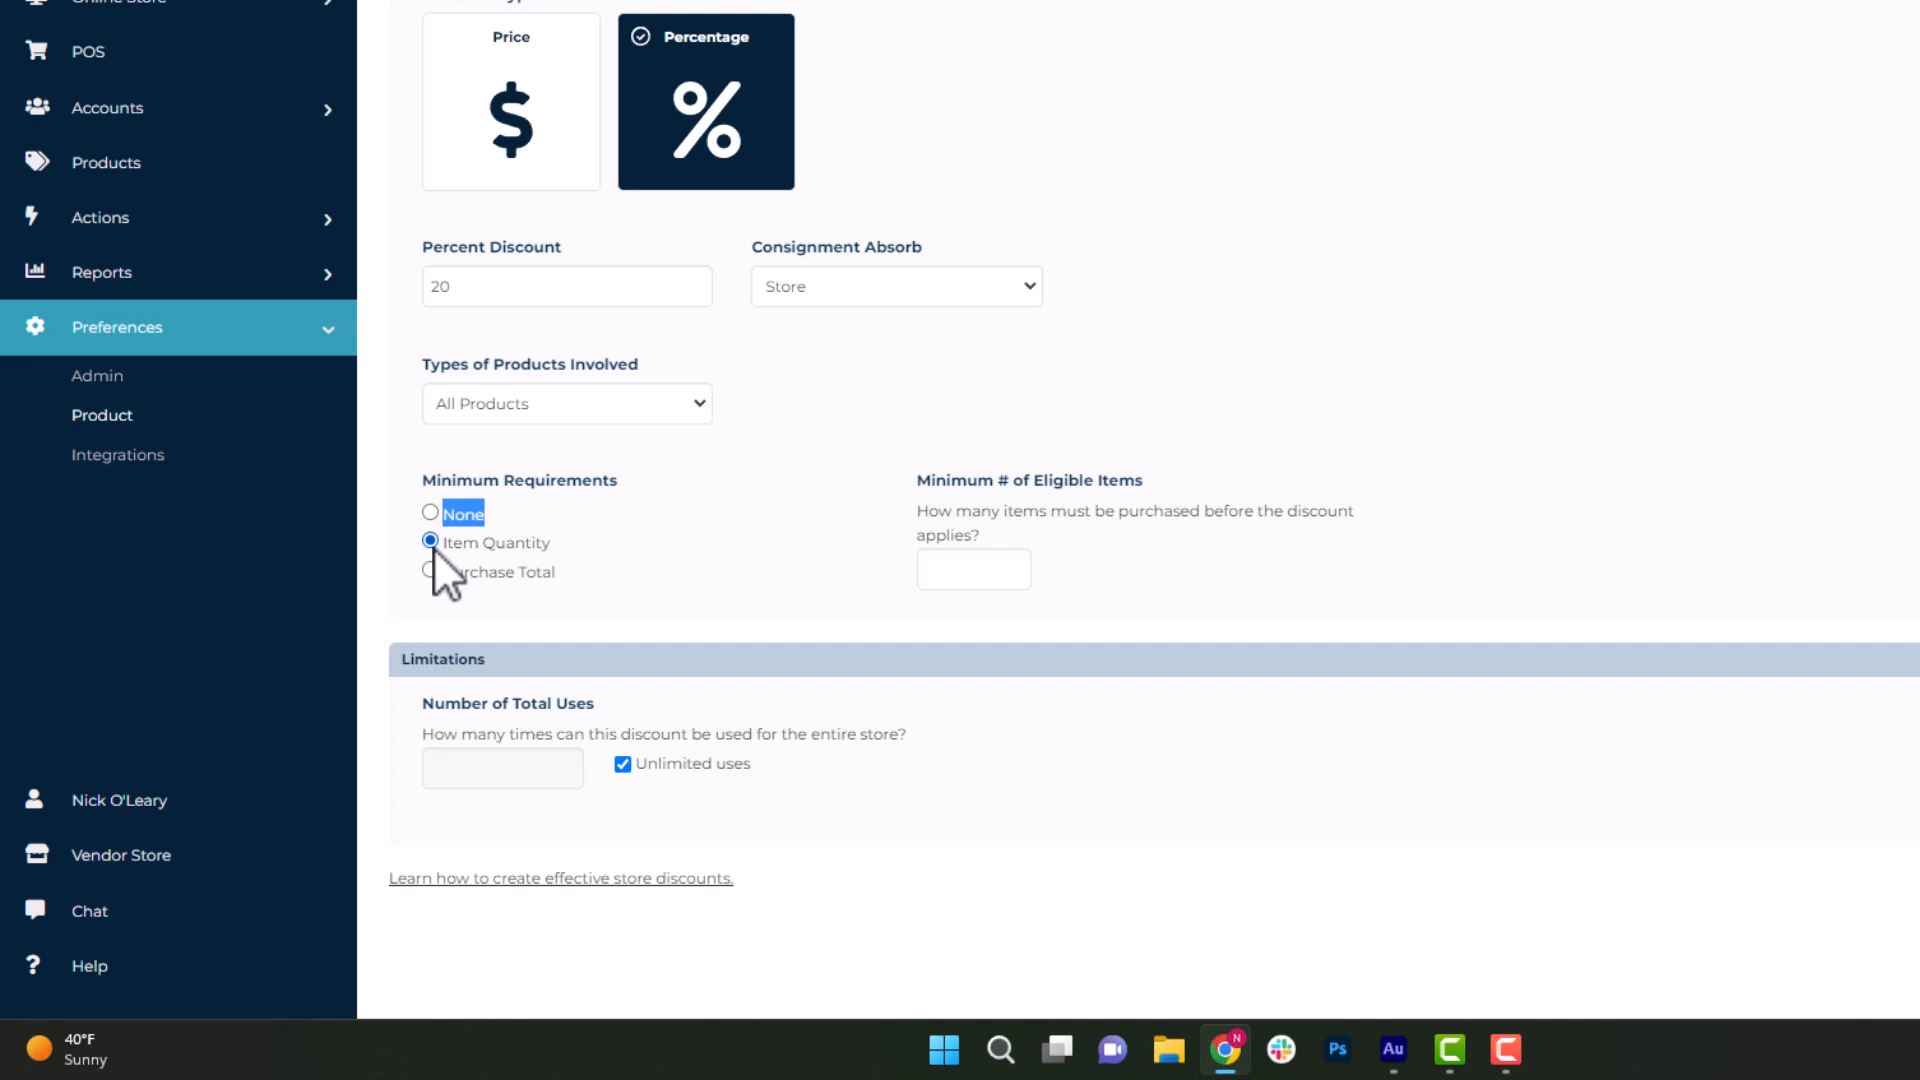 POS
Accounts
Products
Actions
Reports
Preferences
Admin
Product
Integrations
Nick O'Leary
Vendor Store
Chat
Help
Price
$
Percentage
%
Percent Discount
Consignment Absorb
20
Store
Types of Products Involved
All Products
Minimum Requirements
None
Item Quantity
Minimum # of Eligible Items
How many items must be purchased before the discount
applies?
Total
Limitations
Number of Total Uses
How many times can this discount be used for the entire store?
Unlimited uses
Learn how to create effective store discounts.
40°F
Sunny
N
Ps
Au